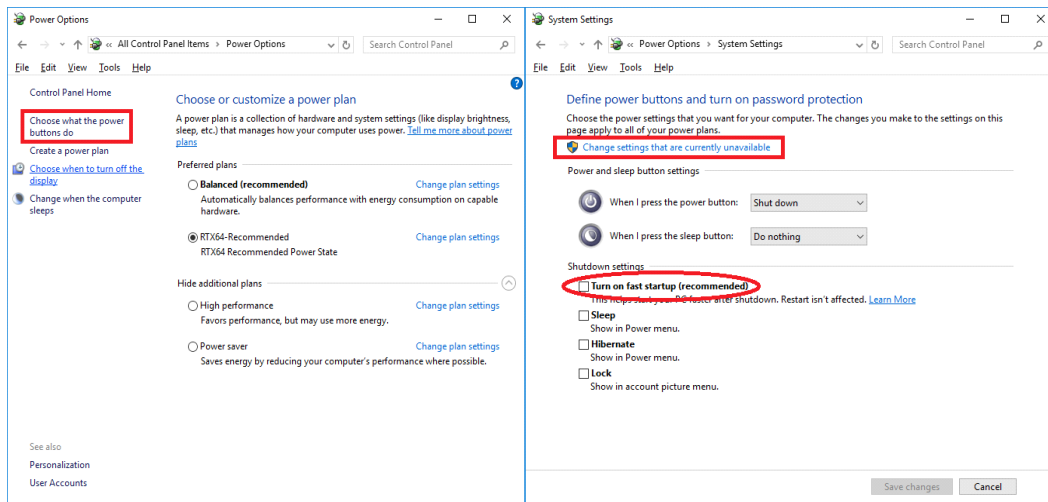 Power Options
« All Control Panel Items › Power Options
Search Control Panel
File Edit View Tools Help
Control Panel Home
Choose what the power
buttons do
Create a power plan
Choose when to turn off the
display
Change when the computer
sleeps
Choose or customize a power plan
A power plan is a collection of hardware and system settings (like display brightness,
sleep, etc.) that manages how your computer uses power. Tell me more about power
plans
Preferred plans
Balanced (recommended) Change plan settings
Automatically balances performance with energy consumption on capable
hardware.
RTX64-Recommended Change plan settings
RTX64 Recommended Power State
Hide additional plans
High performance Change plan settings
Favors performance, but may use more energy.
Power saver Change plan settings
Saves energy by reducing your computer's performance where possible.
See also
Personalization
User Accounts
System Settings
« Power Options › System Settings
Search Control Panel
File Edit View Tools Help
Define power buttons and turn on password protection
Choose the power settings that you want for your computer. The changes you make to the settings on this
page apply to all of your power plans.
Change settings that are currently unavailable
Power and sleep button settings
When I press the power button: Shut down
When I press the sleep button: Do nothing
Shutdown settings
Turn on fast startup (recommended)
This helps start your PC faster after shutdown. Restart isn't affected. Learn More
Sleep
Show in Power menu.
Hibernate
Show in Power menu.
Lock
Show in account picture menu.
Save changes Cancel